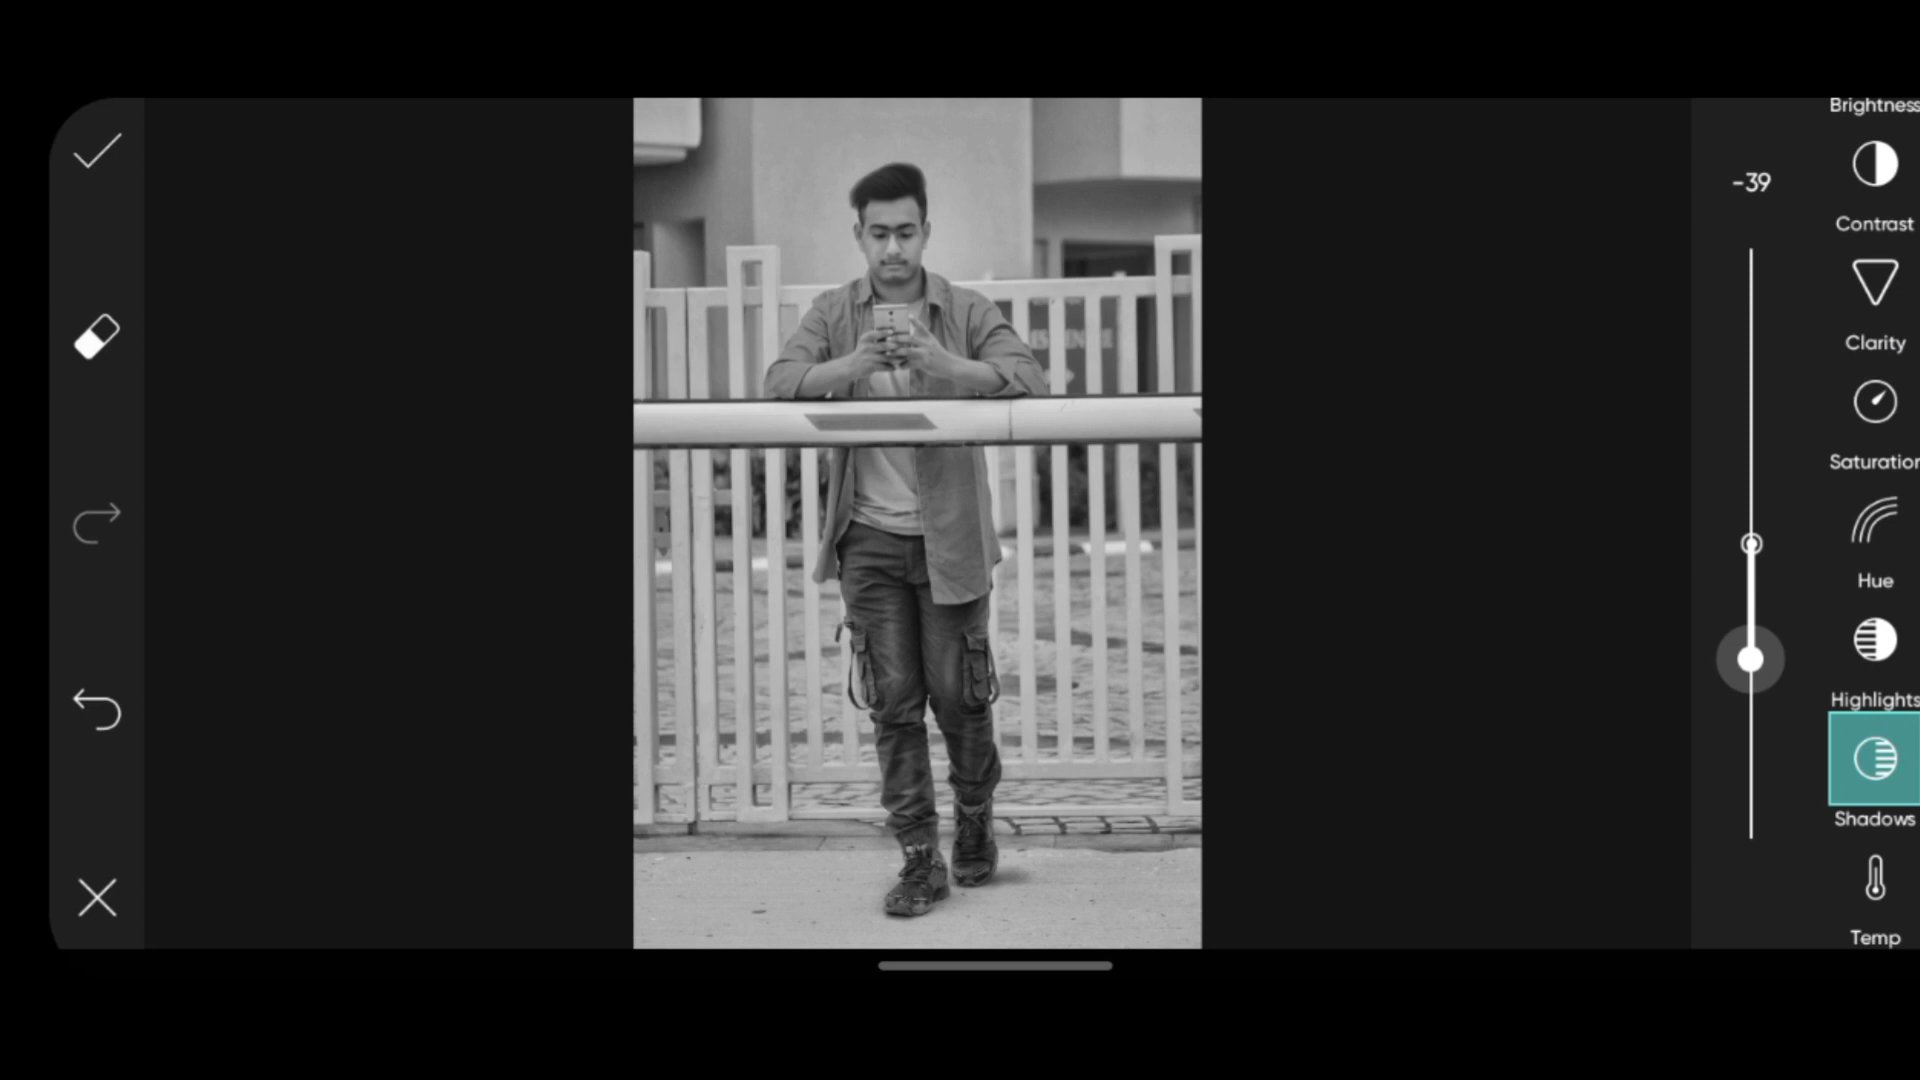 Brightness
-39
Contrast
Clarity
Saturation
Hue
Highlights
Shadows
Temp